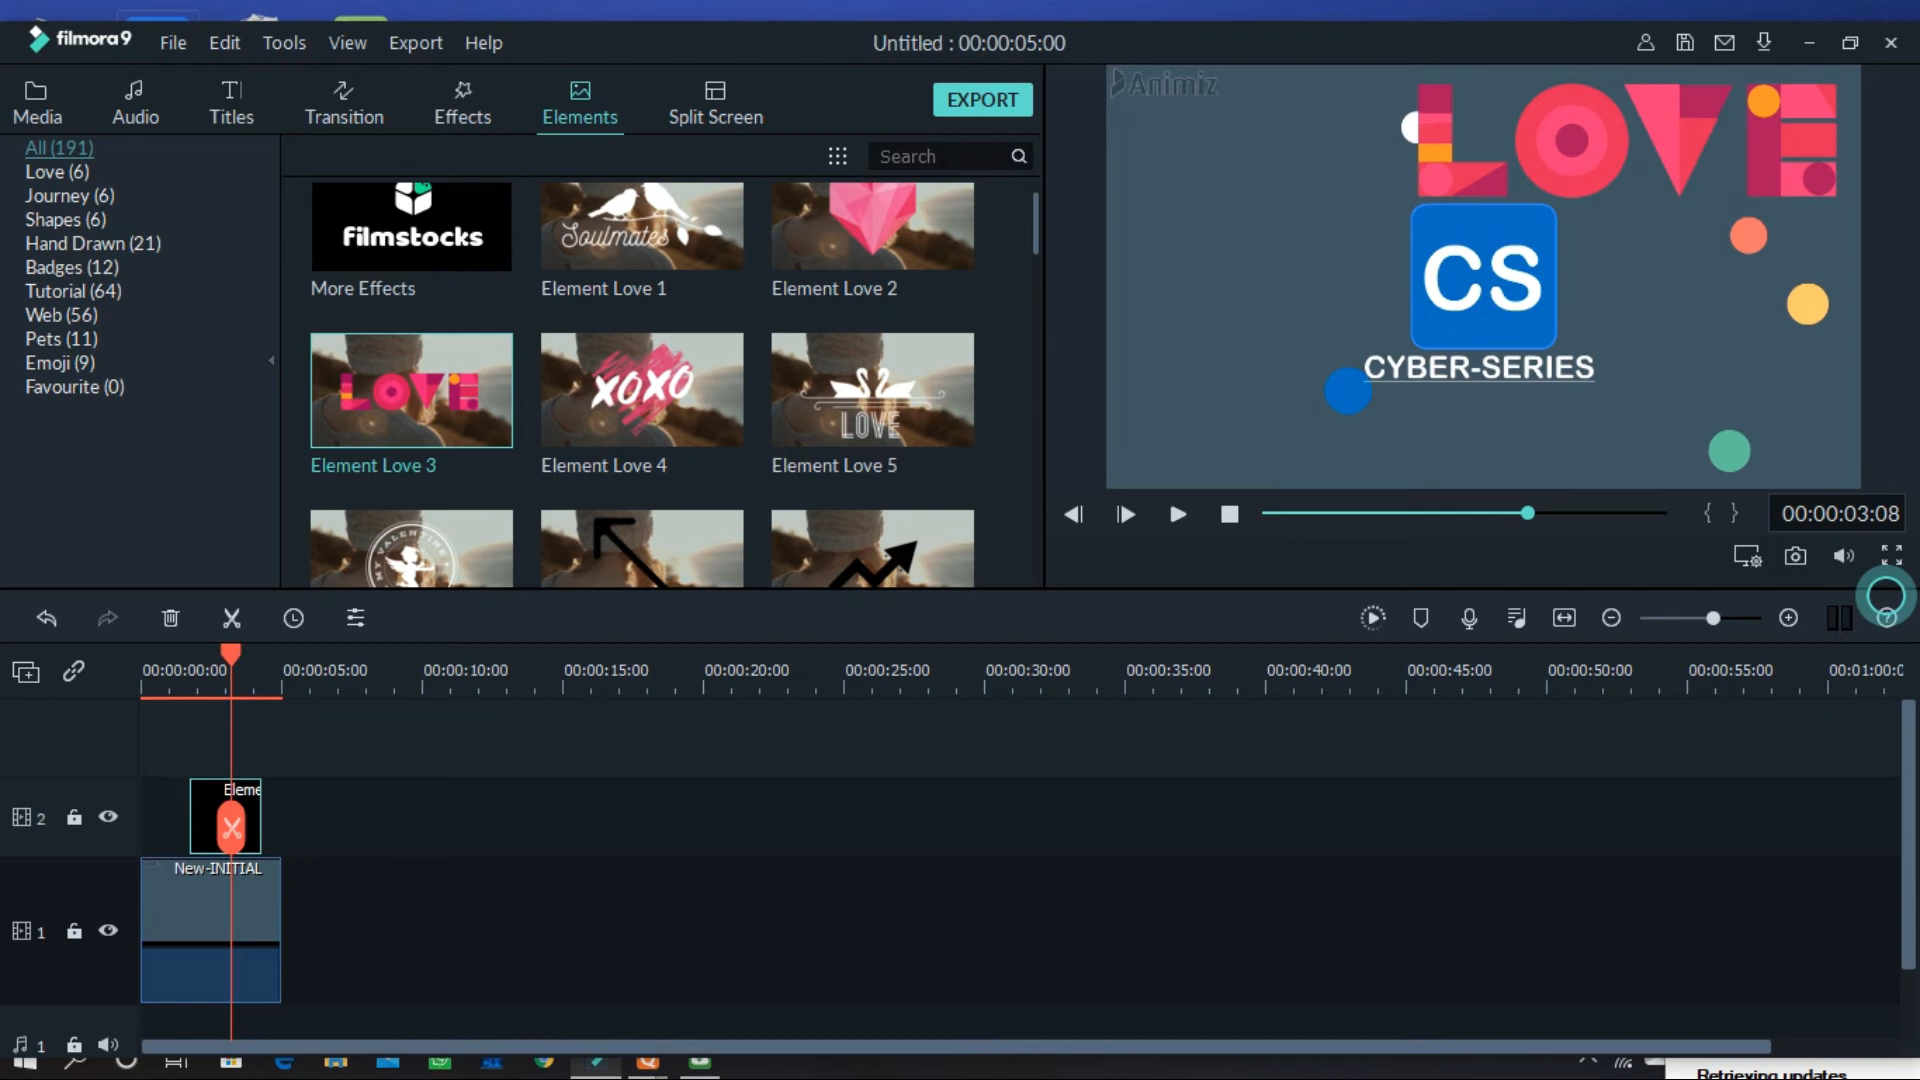 filmora9 File Edit Tools View Export Help Untitled : 00:00:05:00
Media Audio Titles Transition Effects Elements Split Screen EXPORT
All (191)
Love (6)
Journey (6)
Shapes (6)
Hand Drawn (21)
Badges (12)
Tutorial (64)
Web (56)
Pets (11)
Emoji (9)
Favourite (0)
Search
filmstocks
Soulmates
More Effects Element Love 1 Element Love 2
LOVE
XOXO
LOVE
Element Love 3 Element Love 4 Element Love 5
MY VALENTINE
Animiz
LOVE
CS
CYBER-SERIES
{ } 00:00:03:08
00:00:00:00 00:00:05:00 00:00:10:00 00:00:15:00 00:00:20:00 00:00:25:00 00:00:30:00 00:00:35:00 00:00:40:00 00:00:45:00 00:00:50:00 00:00:55:00 00:01:00:0
2
Eleme
New-INITIAL
1
1
Retrieving updates